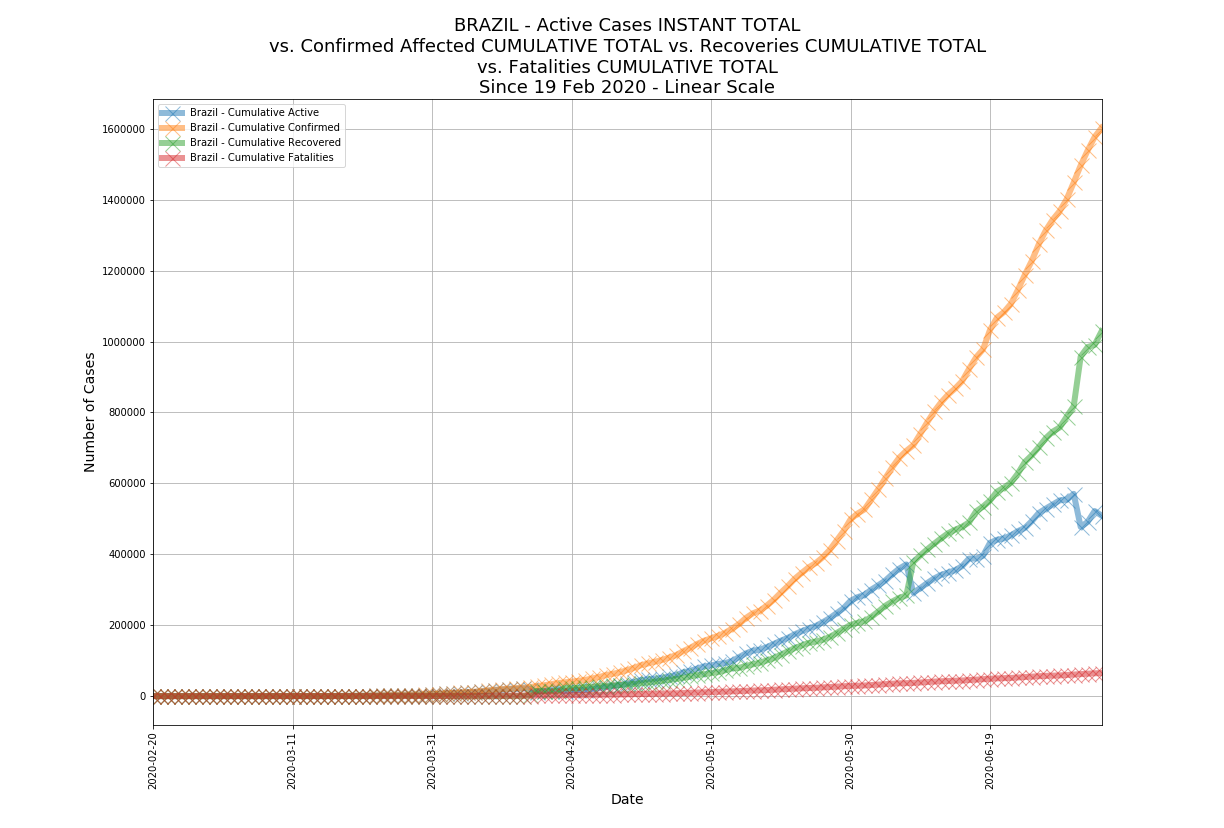 BRAZIL - Active Cases INSTANT TOTAL
vs. Confirmed Affected CUMULATIVE TOTAL vs. Recoveries CUMULATIVE TOTAL
vs. Fatalities CUMULATIVE TOTAL
Since 19 Feb 2020 - Linear Scale
Brazil - Cumulative Active
Brazil - Cumulative Confirmed
Brazil - Cumulative Recovered
Brazil - Cumulative Fatalities
Number of Cases
1600000
1400000
1200000
1000000
800000
600000
400000
200000
0
2020-02-20
2020-03-11
2020-03-31
2020-04-20
2020-05-10
2020-05-30
2020-06-19
Date